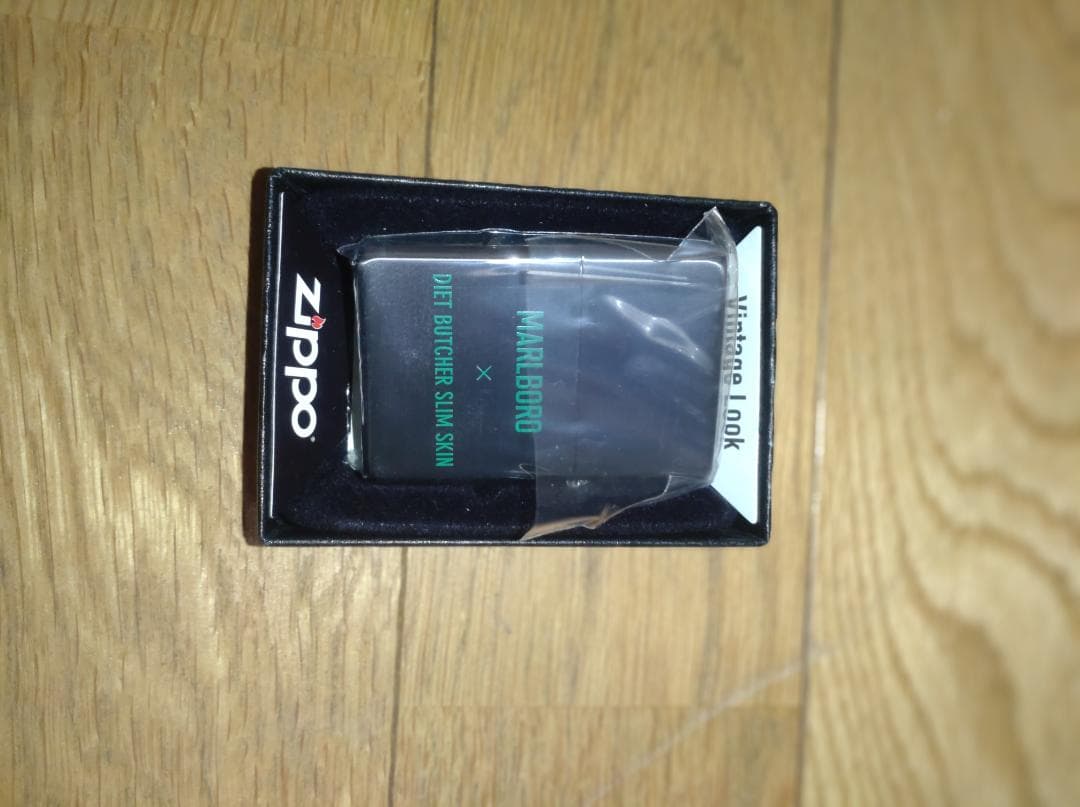 Vintage Look
MARLBORO
×
DIET BUTCHER SLIM SKIN
Zippo